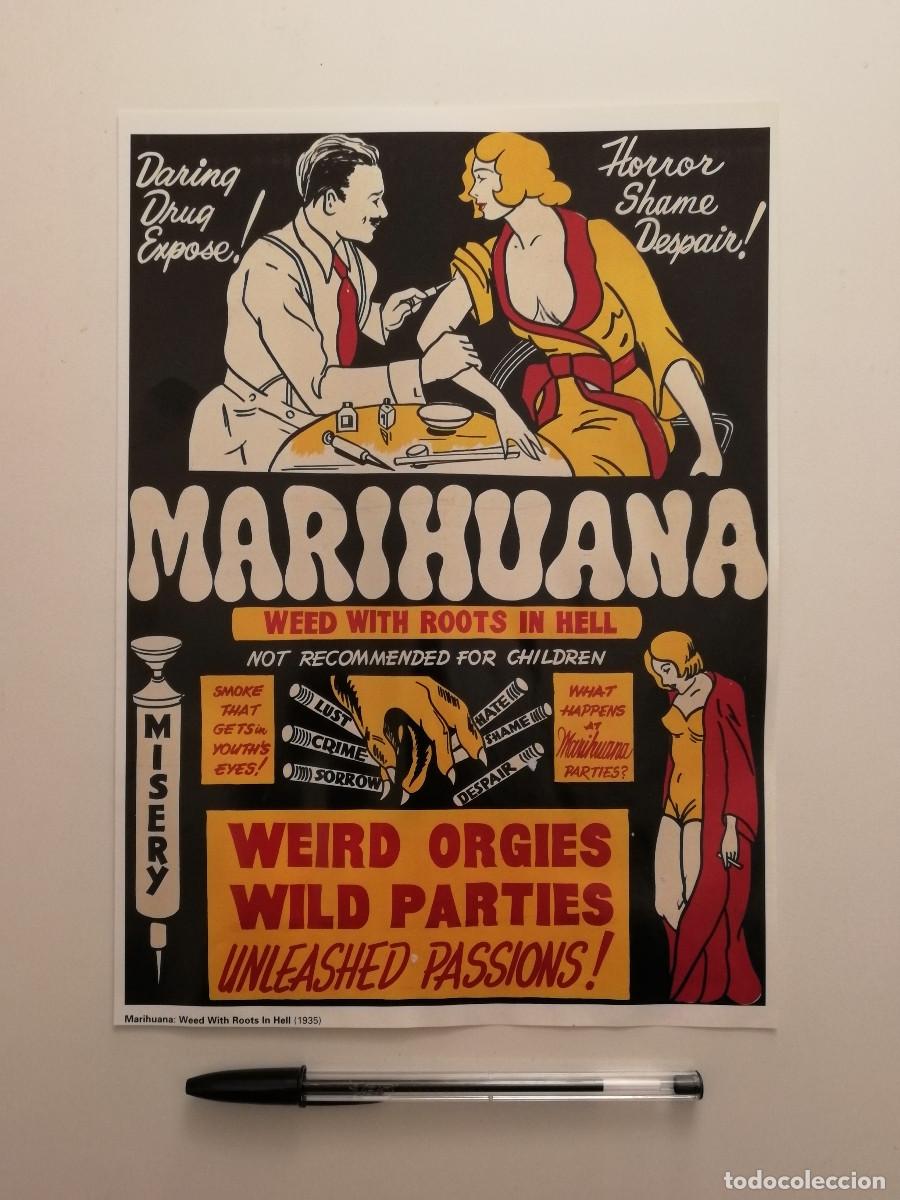 Daring
Drug
Expose!
Horror
Shame
Despair!
MARIHUANA
WEED WITH ROOTS IN HELL
NOT RECOMMENDED FOR CHILDREN
MISERY
SMOKE
THAT
GETS in
YOUTH'S
EYES!
LUST
CRIME
SORROW
HATE
SHAME
DESPAIR
WHAT
HAPPENS
AT
Marihuana
PARTIES?
WEIRD ORGIES
WILD PARTIES
UNLEASHED PASSIONS!
Marihuana: Weed With Roots In Hell (1935)
todocoleccion